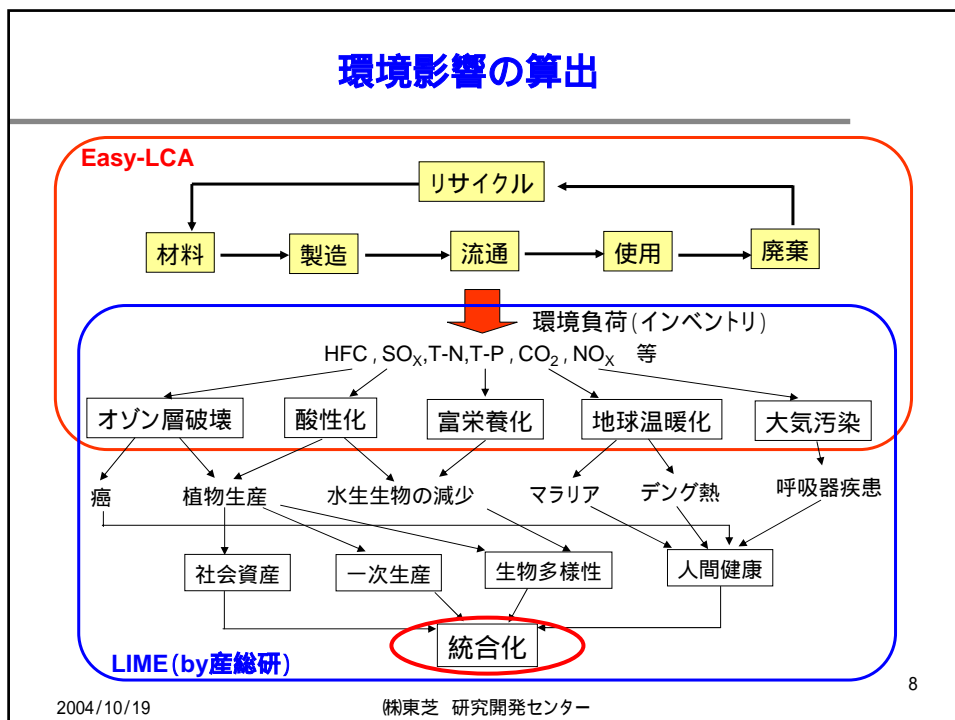 環境影響の算出
Easy-LCA
リサイクル
材料 製造 流通 使用 廃棄
環境負荷(インベントリ)
HFC , SOX,T-N,T-P , CO2 , NOX 等
オゾン層破壊 酸性化 富栄養化 地球温暖化 大気汚染
癌 植物生産 水生生物の減少 マラリア デング熱 呼吸器疾患
社会資産 一次生産 生物多様性 人間健康
統合化
LIME(by産総研)
8
2004/10/19 ㈱東芝 研究開発センター